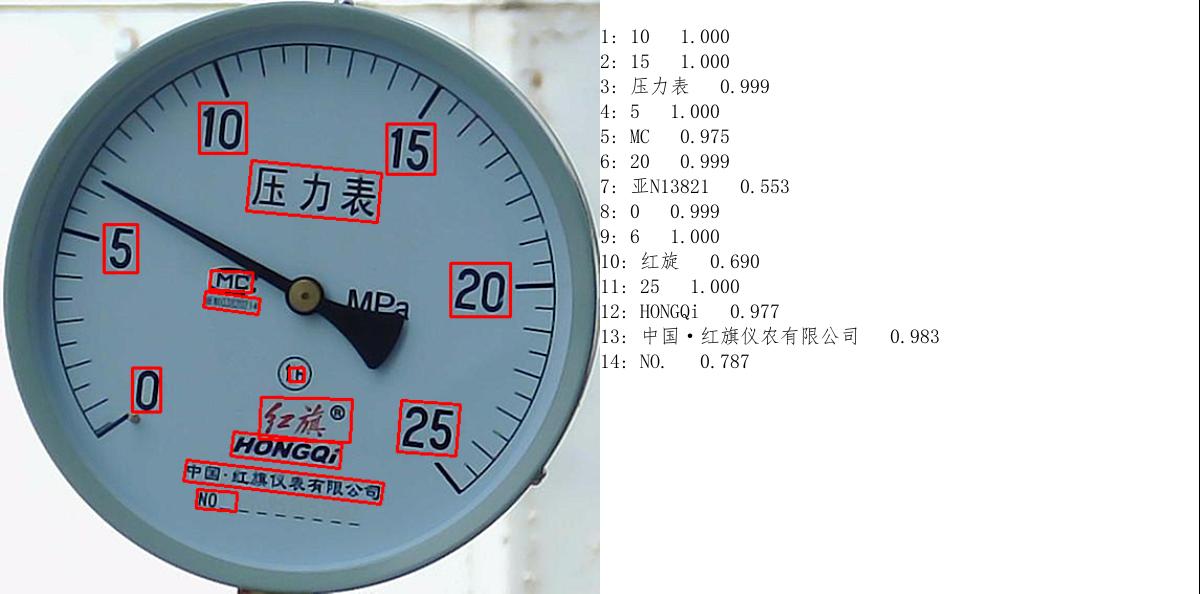 10
15
压力表
5
MC
20
MPa
0
1.6
红旗®
HONGQi
25
中国·红旗仪表有限公司
NO
1: 10 1.000
2: 15 1.000
3: 压力表 0.999
4: 5 1.000
5: MC 0.975
6: 20 0.999
7: 亚N13821 0.553
8: 0 0.999
9: 6 1.000
10: 红旋 0.690
11: 25 1.000
12: HONGQi 0.977
13: 中国·红旗仪农有限公司 0.983
14: NO. 0.787